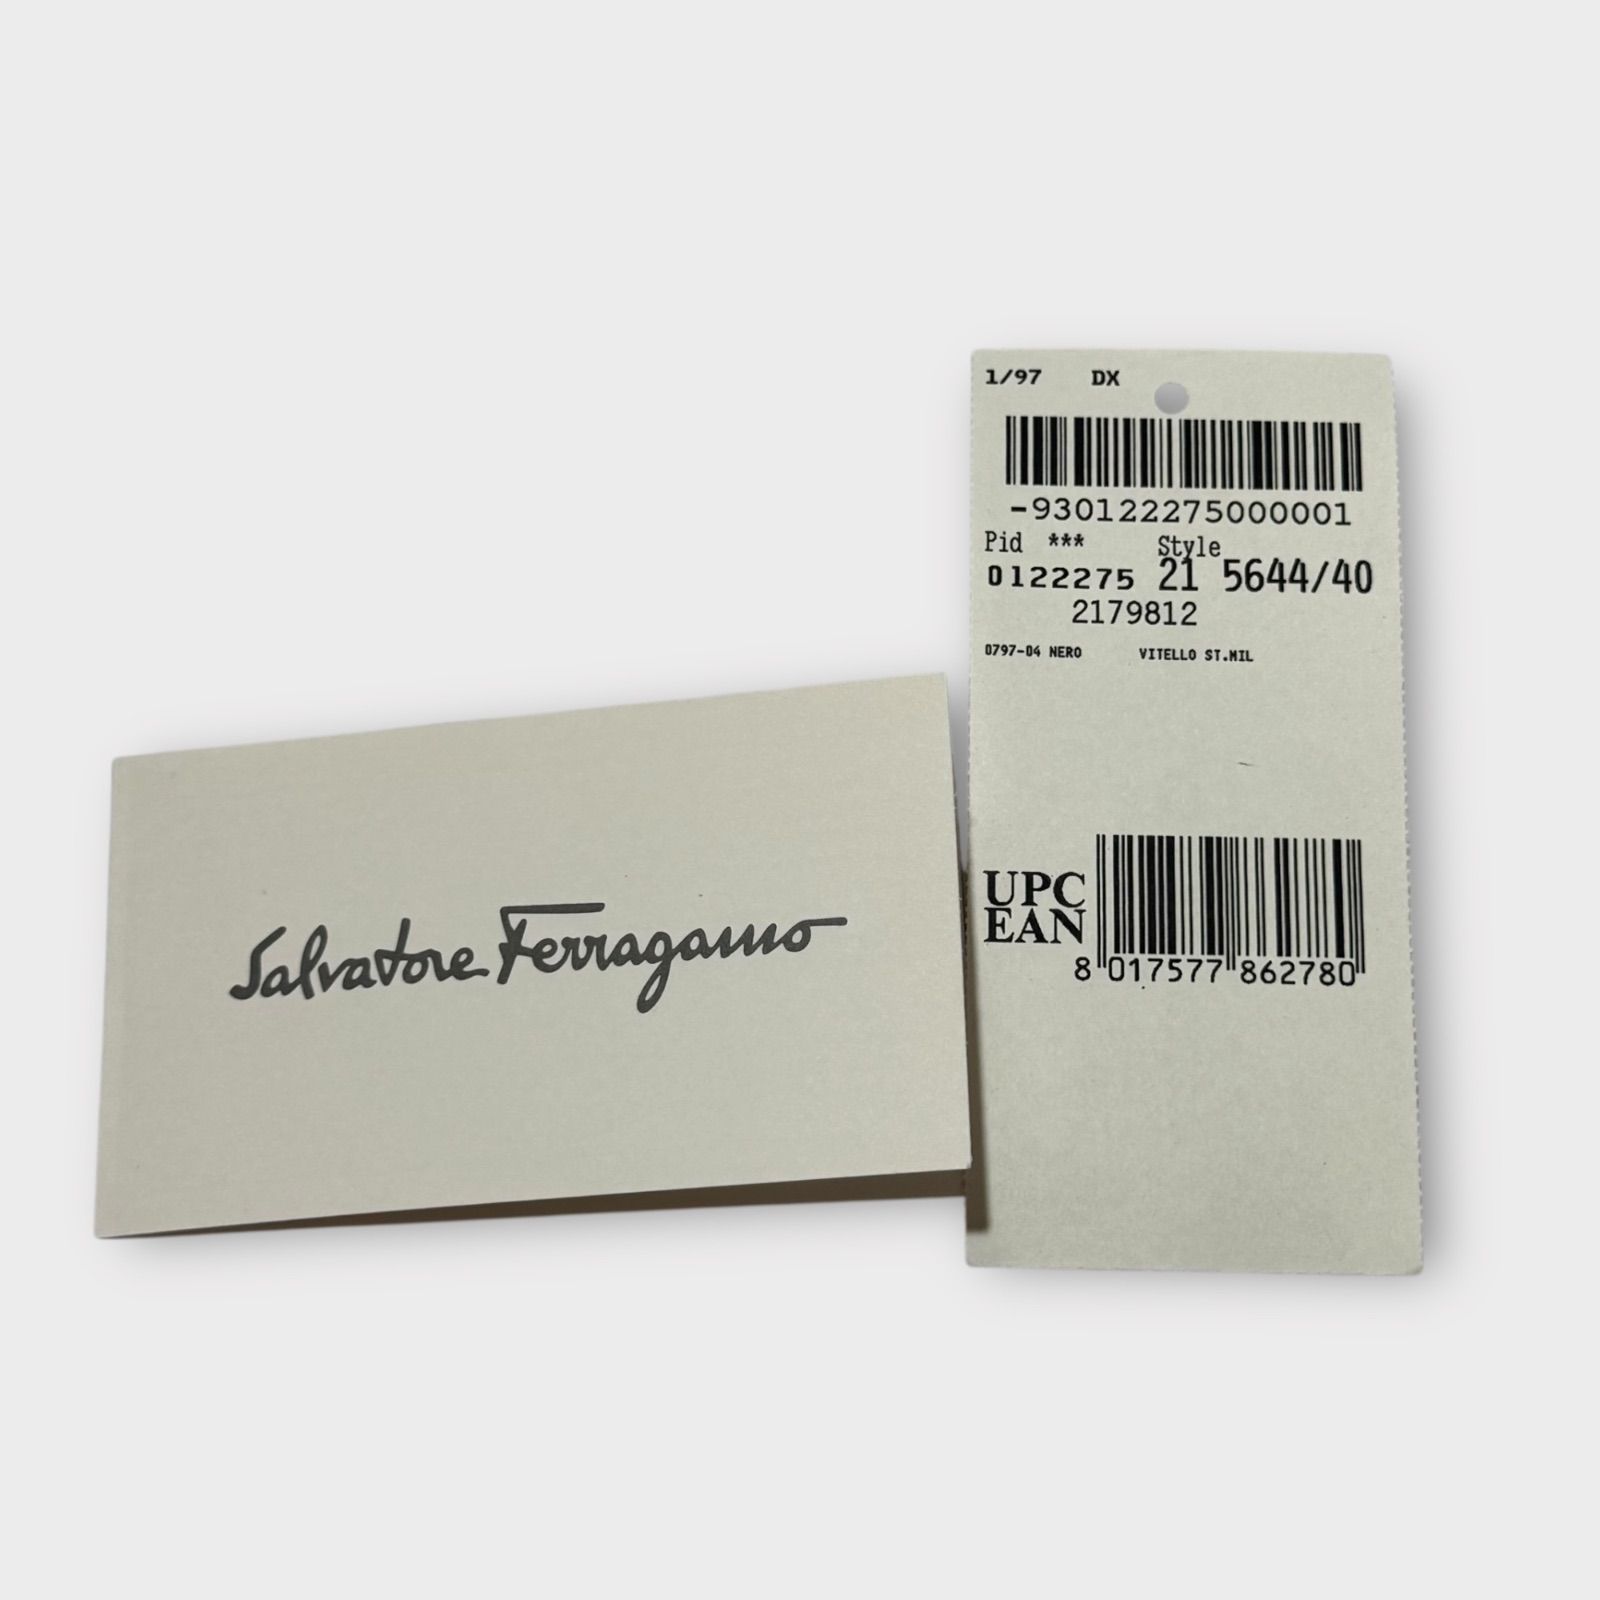 Salvatore Ferragamo
1/97 DX
-930122275000001
Pid *** Style
0122275 21 5644/40
2179812
0797-04 NERO VITELLO ST.MIL
UPC
EAN
8 017577 862780